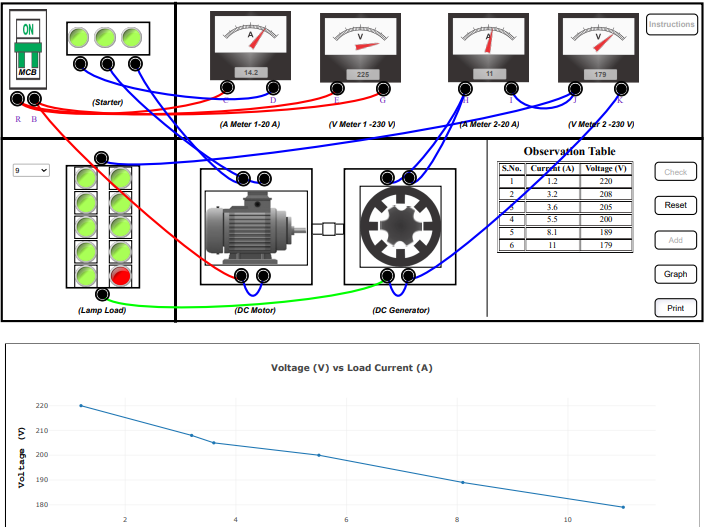 ON
MCB
R B
(Starter)
A
14.2
C D
(A Meter 1-20 A)
V
225
E G
(V Meter 1 -230 V)
A
11
H I
(A Meter 2-20 A)
V
179
J K
(V Meter 2 -230 V)
Instructions
9
(Lamp Load)
(DC Motor)
(DC Generator)
Observation Table
S.No. Current (A) Voltage (V)
1 1.2 220
2 3.2 208
3 3.6 205
4 5.5 200
5 8.1 189
6 11 179
Check
Reset
Add
Graph
Print
Voltage (V) vs Load Current (A)
Voltage (V)
220
210
200
190
180
2 4 6 8 10